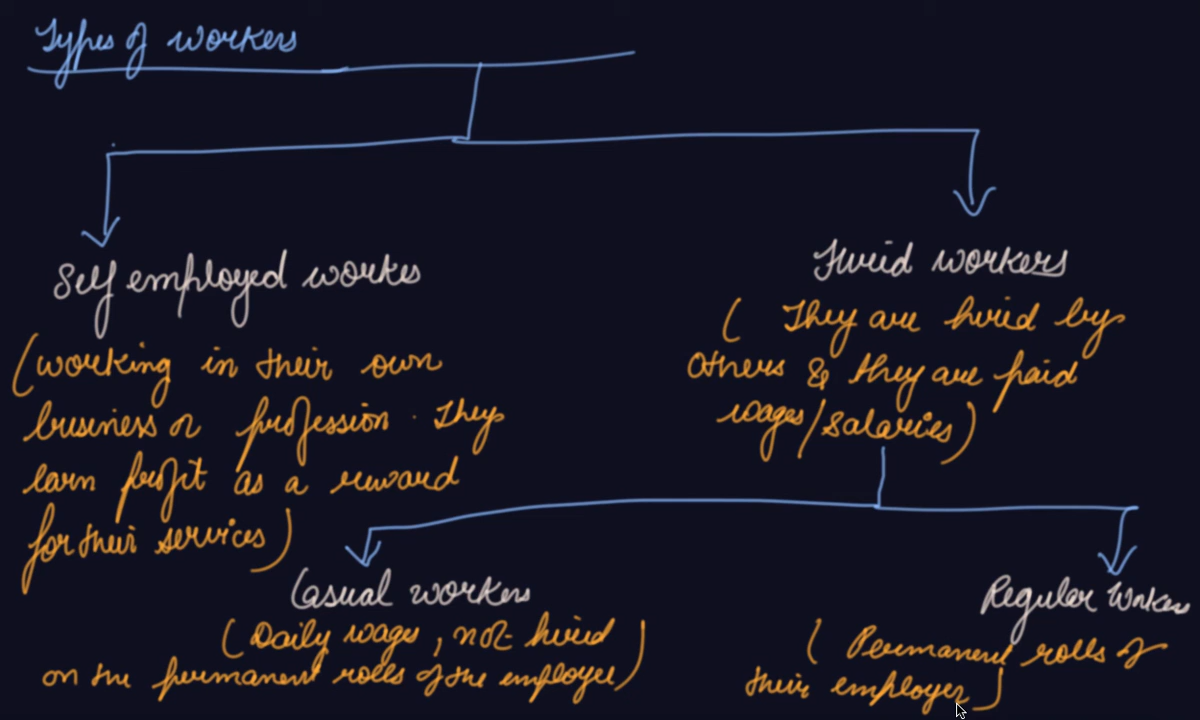 Types of workers
Self employed workes
(working in their own
business or profession. They
earn profit as a reward
for their services)
Hired workers
( They are hired by
others & they are paid
wages/salaries)
Casual workers
(Daily wages, not hired
on the permanent rolls of the employer)
Regular workers
( Permanent rolls of
their employer)